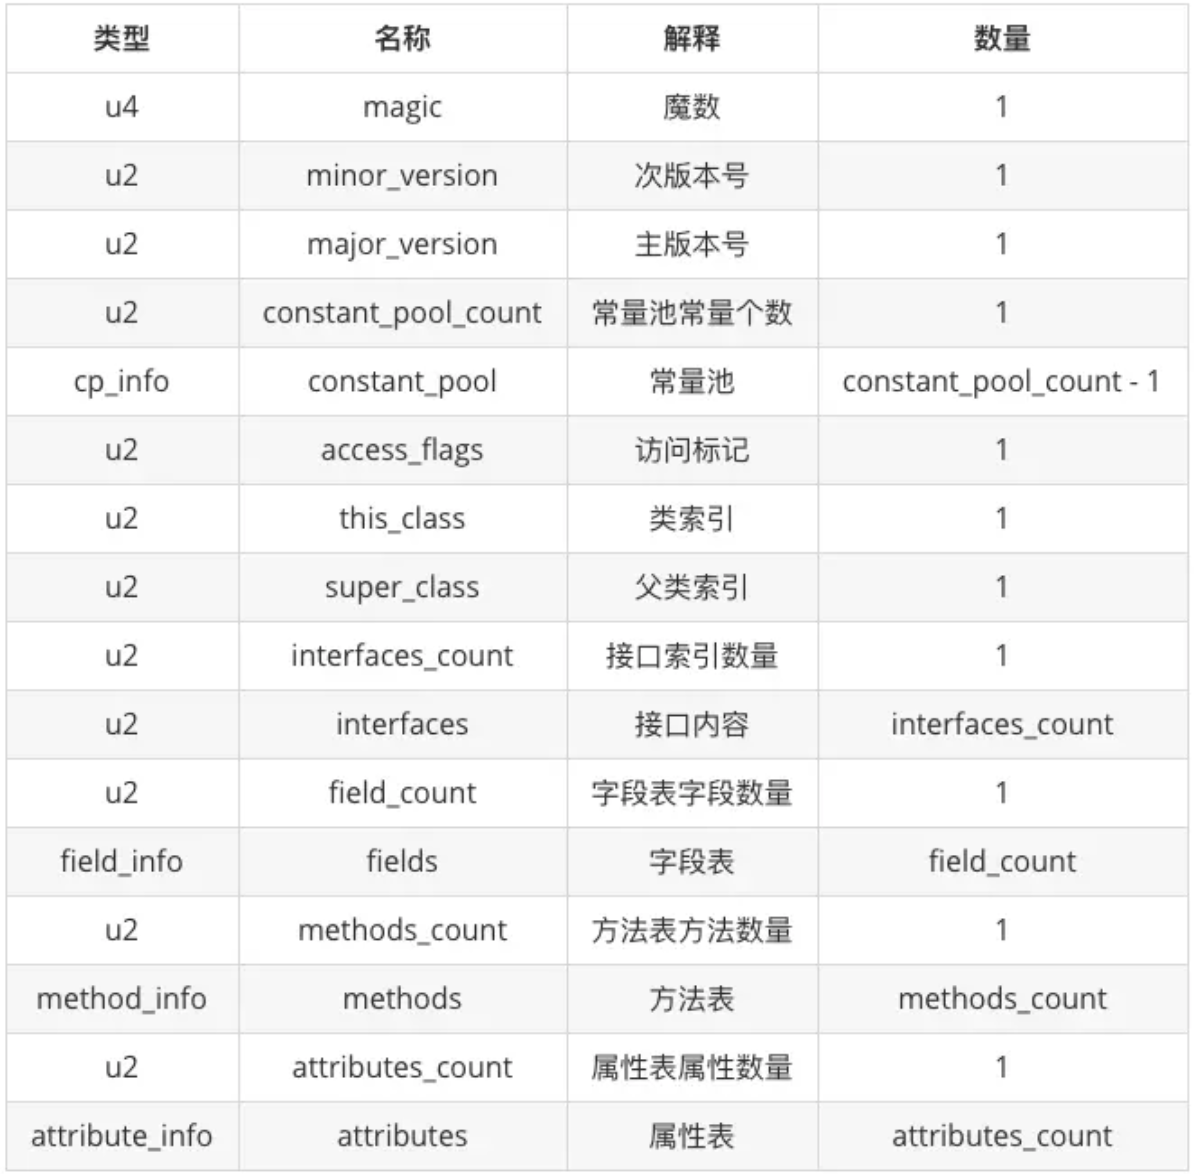 类型 名称 解释 数量
u4 magic 魔数 1
u2 minor_version 次版本号 1
u2 major_version 主版本号 1
u2 constant_pool_count 常量池常量个数 1
cp_info constant_pool 常量池 constant_pool_count - 1
u2 access_flags 访问标记 1
u2 this_class 类索引 1
u2 super_class 父类索引 1
u2 interfaces_count 接口索引数量 1
u2 interfaces 接口内容 interfaces_count
u2 field_count 字段表字段数量 1
field_info fields 字段表 field_count
u2 methods_count 方法表方法数量 1
method_info methods 方法表 methods_count
u2 attributes_count 属性表属性数量 1
attribute_info attributes 属性表 attributes_count